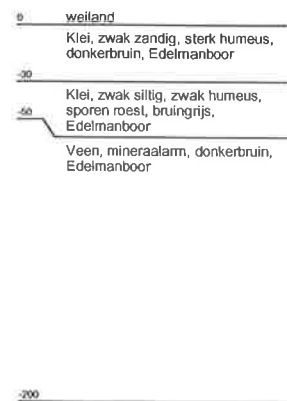 0 weiland
Klei, zwak zandig, sterk humeus,
donkerbruin, Edelmanboor
-30
Klei, zwak siltig, zwak humeus,
-50 sporen roest, bruingrijs,
Edelmanboor
Veen, mineraalarm, donkerbruin,
Edelmanboor
-200